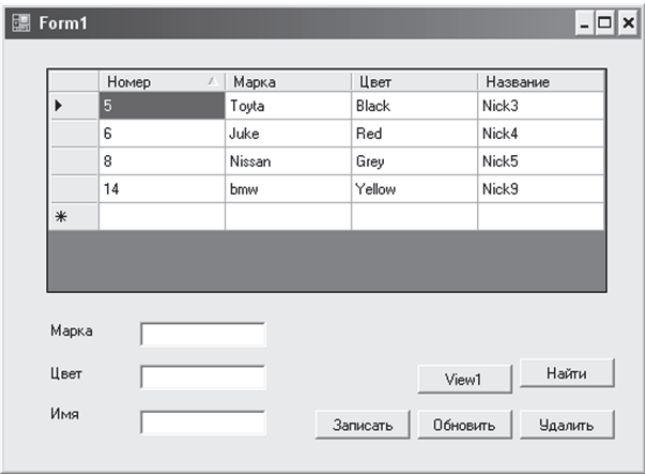 Form1
Номер Марка Цвет Название
5 Toyta Black Nick3
6 Juke Red Nick4
8 Nissan Grey Nick5
14 bmw Yellow Nick9
Марка
Цвет
View1 Найти
Имя
Записать Обновить Удалить